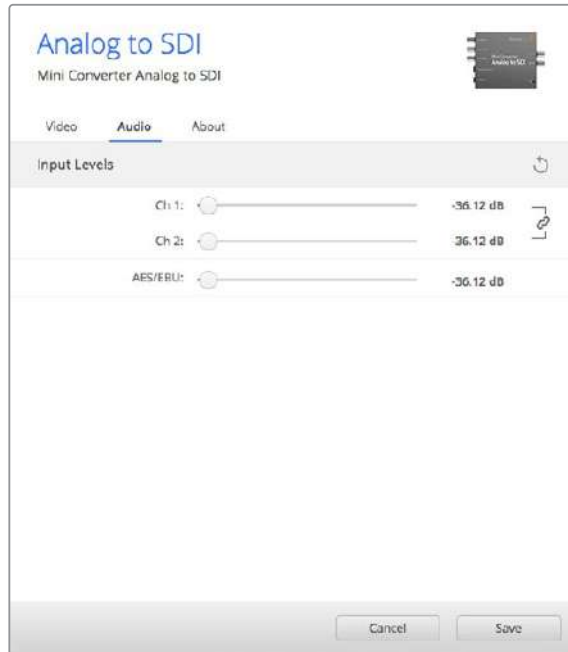 Analog to SDI
Mini Converter Analog to SDI
Video Audio About
Input Levels
Ch 1: -36.12 dB
Ch 2: 36.12 dB
AES/EBU: -36.12 dB
Cancel Save